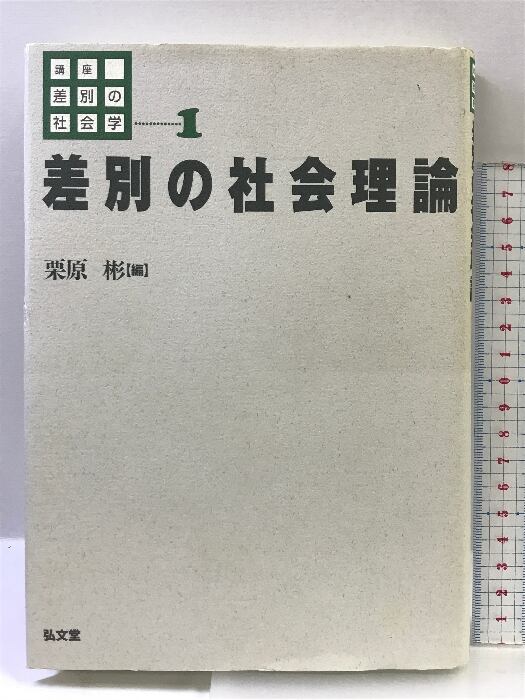 講座
差別の
社会学
1
差別の社会理論
栗原 彬【編】
弘文堂